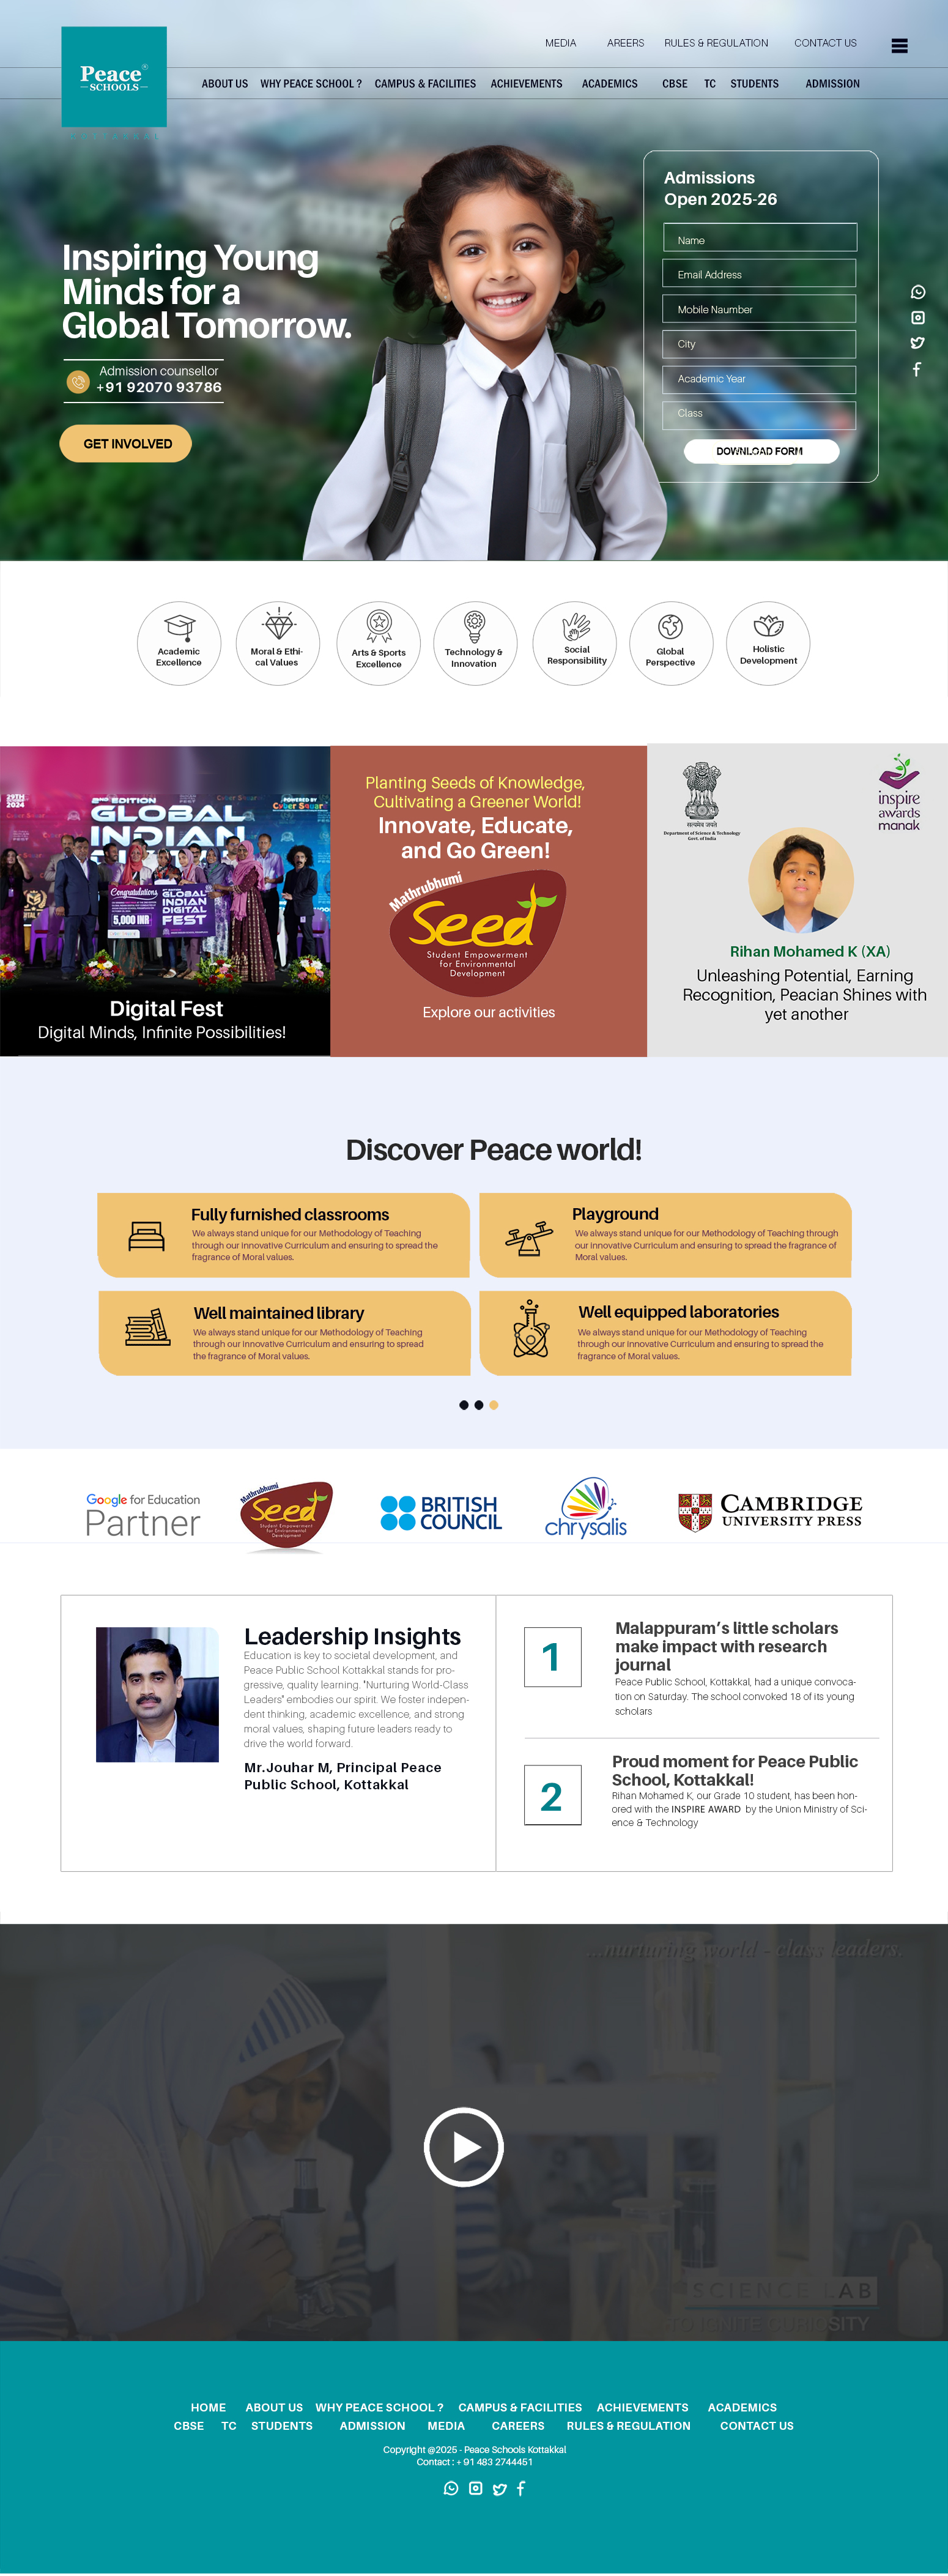 MEDIA AREERS RULES & REGULATION CONTACT US
Peace
SCHOOLS
ABOUT US WHY PEACE SCHOOL ? CAMPUS & FACILITIES ACHIEVEMENTS ACADEMICS CBSE TC STUDENTS ADMISSION
Inspiring Young
Minds for a
Global Tomorrow.
Admission counsellor
+91 92070 93786
GET INVOLVED
Admissions
Open 2025-26
Name
Email Address
Mobile Naumber
City
Academic Year
Class
DOWNLOAD FORM
Academic
Excellence
Moral & Ethi-
cal Values
Arts & Sports
Excellence
Technology &
Innovation
Social
Responsibility
Global
Perspective
Holistic
Development
29TH
2024
2ND EDITION
POWERED BY
GLOBAL
INDIAN
Congratulations
GLOBAL
INDIAN
DIGITAL
FEST
5,000 INR
Digital Fest
Digital Minds, Infinite Possibilities!
Planting Seeds of Knowledge,
Cultivating a Greener World!
Innovate, Educate,
and Go Green!
Mathrubhumi
Seed
Student Empowerment
for Environmental
Development
Explore our activities
सत्यमेव जयते
Department of Science & Technology
Govt. of India
inspire
awards
manak
Rihan Mohamed K (XA)
Unleashing Potential, Earning
Recognition, Peacian Shines with
yet another
Discover Peace world!
Fully furnished classrooms
We always stand unique for our Methodology of Teaching
through our innovative Curriculum and ensuring to spread the
fragrance of Moral values.
Playground
We always stand unique for our Methodology of Teaching through
our innovative Curriculum and ensuring to spread the fragrance of
Moral values.
Well maintained library
We always stand unique for our Methodology of Teaching
through our innovative Curriculum and ensuring to spread
the fragrance of Moral values.
Well equipped laboratories
We always stand unique for our Methodology of Teaching
through our innovative Curriculum and ensuring to spread the
fragrance of Moral values.
Google for Education
Partner
Mathrubhumi
Seed
Student Empowerment
for Environmental
Development
BRITISH
COUNCIL
chrysalis
CAMBRIDGE
UNIVERSITY PRESS
Leadership Insights
Education is key to societal development, and
Peace Public School Kottakkal stands for pro-
gressive, quality learning. "Nurturing World-Class
Leaders" embodies our spirit. We foster indepen-
dent thinking, academic excellence, and strong
moral values, shaping future leaders ready to
drive the world forward.
Mr.Jouhar M, Principal Peace
Public School, Kottakkal
1
Malappuram’s little scholars
make impact with research
journal
Peace Public School, Kottakkal, had a unique convoca-
tion on Saturday. The school convoked 18 of its young
scholars
2
Proud moment for Peace Public
School, Kottakkal!
Rihan Mohamed K, our Grade 10 student, has been hon-
ored with the INSPIRE AWARD by the Union Ministry of Sci-
ence & Technology
...nurturing world - class leaders.
SCIENCE LAB
TO IGNITE CURIOSITY
HOME ABOUT US WHY PEACE SCHOOL ? CAMPUS & FACILITIES ACHIEVEMENTS ACADEMICS
CBSE TC STUDENTS ADMISSION MEDIA CAREERS RULES & REGULATION CONTACT US
Copyright @2025 - Peace Schools Kottakkal
Contact : + 91 483 2744451